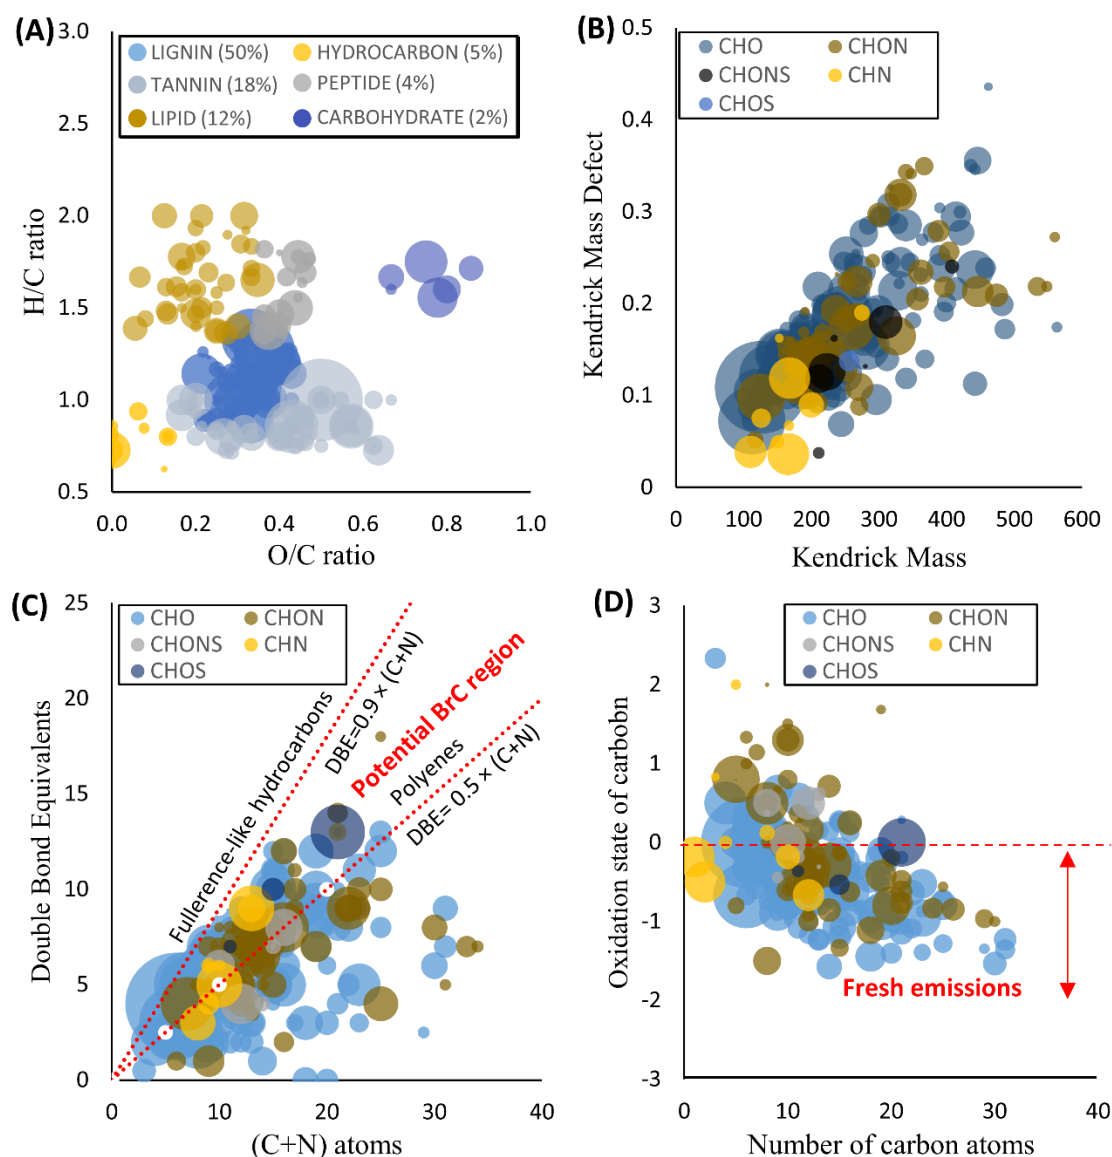 (A)
3.0
2.5
2.0
1.5
1.0
0.5
H/C ratio
LIGNIN (50%) HYDROCARBON (5%)
TANNIN (18%) PEPTIDE (4%)
LIPID (12%) CARBOHYDRATE (2%)
0.0 0.2 0.4 0.6 0.8 1.0
O/C ratio
(B)
0.5
0.4
0.3
0.2
0.1
0
Kendrick Mass Defect
CHO CHON
CHONS CHN
CHOS
0 100 200 300 400 500 600
Kendrick Mass
(C)
25
20
15
10
5
0
Double Bond Equivalents
CHO CHON
CHONS CHN
CHOS
Fullerence-like hydrocarbons
DBE=0.9 × (C+N)
Potential BrC region
Polyenes
DBE= 0.5 × (C+N)
0 10 20 30 40
(C+N) atoms
(D)
3
2
1
0
-1
-2
-3
Oxidation state of carbobn
CHO CHON
CHONS CHN
CHOS
Fresh emissions
0 10 20 30 40
Number of carbon atoms